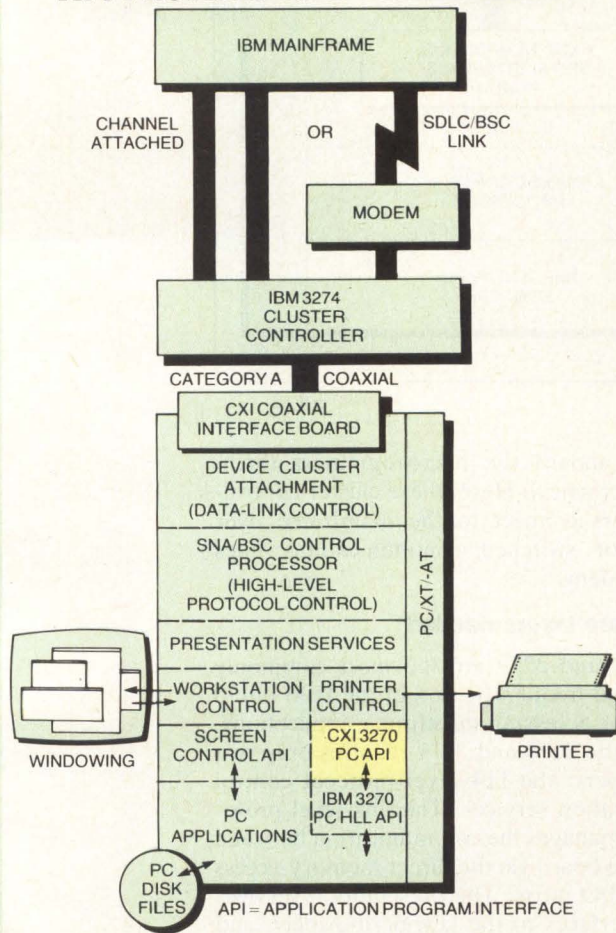 IBM MAINFRAME
CHANNEL
ATTACHED
OR
SDLC/BSC
LINK
MODEM
IBM 3274
CLUSTER
CONTROLLER
CATEGORY A
COAXIAL
CXI COAXIAL
INTERFACE BOARD
DEVICE CLUSTER
ATTACHMENT
(DATA-LINK CONTROL)
SNA/BSC CONTROL
PROCESSOR
(HIGH-LEVEL
PROTOCOL CONTROL)
PC/XT/-AT
PRESENTATION SERVICES
WORKSTATION
CONTROL
PRINTER
CONTROL
WINDOWING
PRINTER
SCREEN
CONTROL API
CXI 3270
PC API
PC
APPLICATIONS
IBM 3270
PC HLL API
PC
DISK
FILES
API = APPLICATION PROGRAM INTERFACE